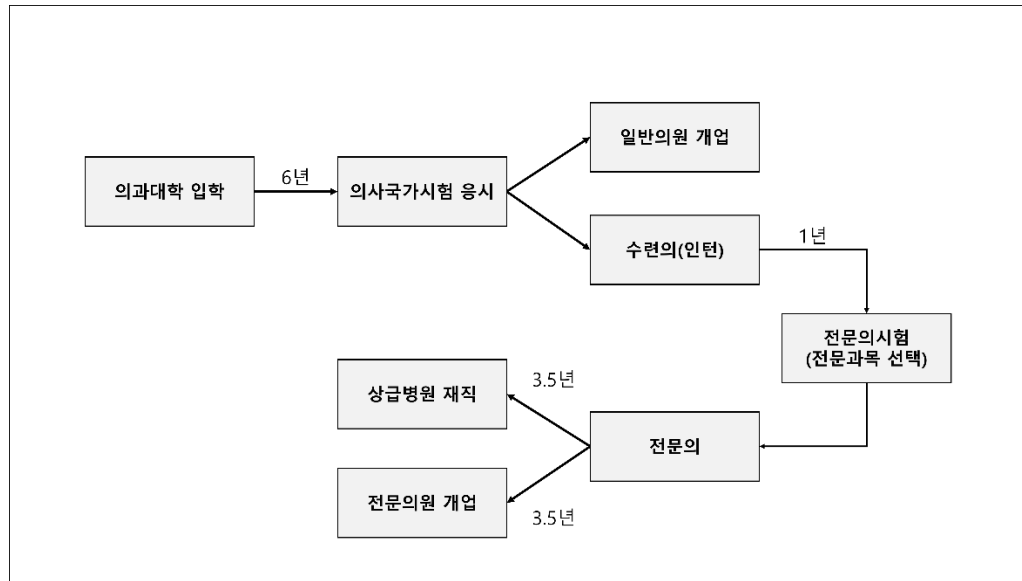 의과대학 입학
6년
의사국가시험 응시
일반의원 개업
수련의(인턴)
1년
전문의시험
(전문과목 선택)
전문의
3.5년
상급병원 재직
3.5년
전문의원 개업